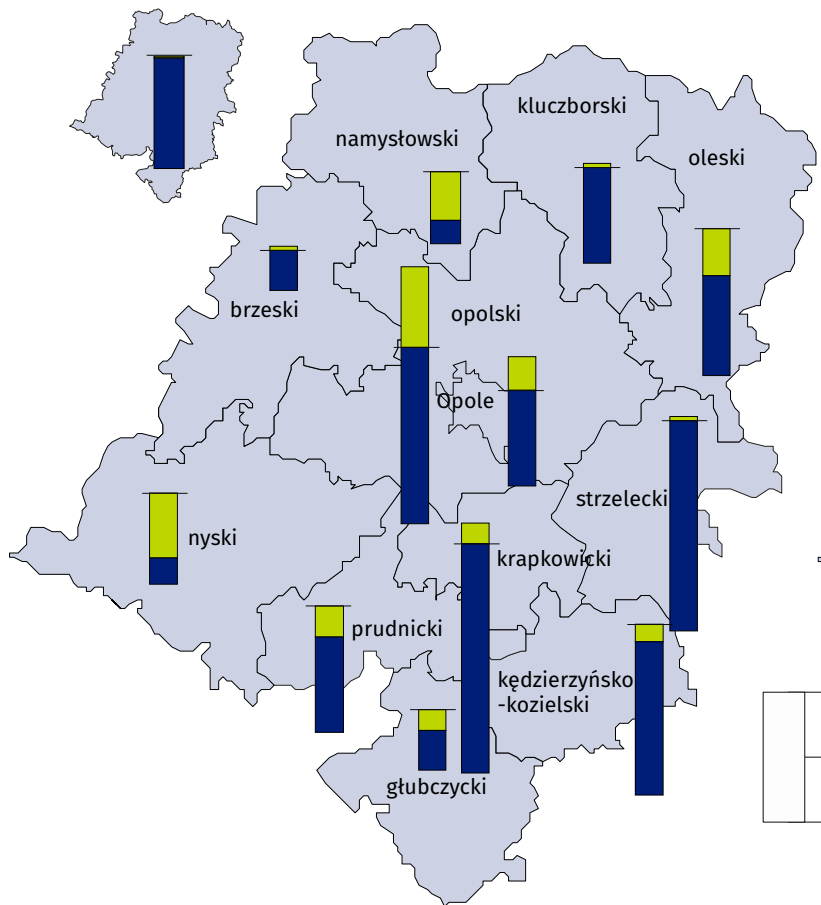 kluczborski
namysłowski
oleski
brzeski
opolski
Opole
strzelecki
nyski
krapkowicki
prudnicki
kędzierzyńsko
-kozielski
głubczycki